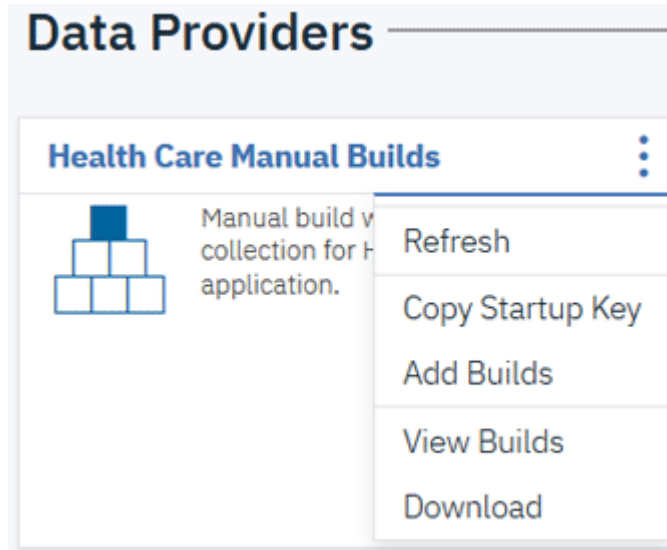 Data Providers
Health Care Manual Builds
Manual build
collection for
application.
Refresh
Copy Startup Key
Add Builds
View Builds
Download